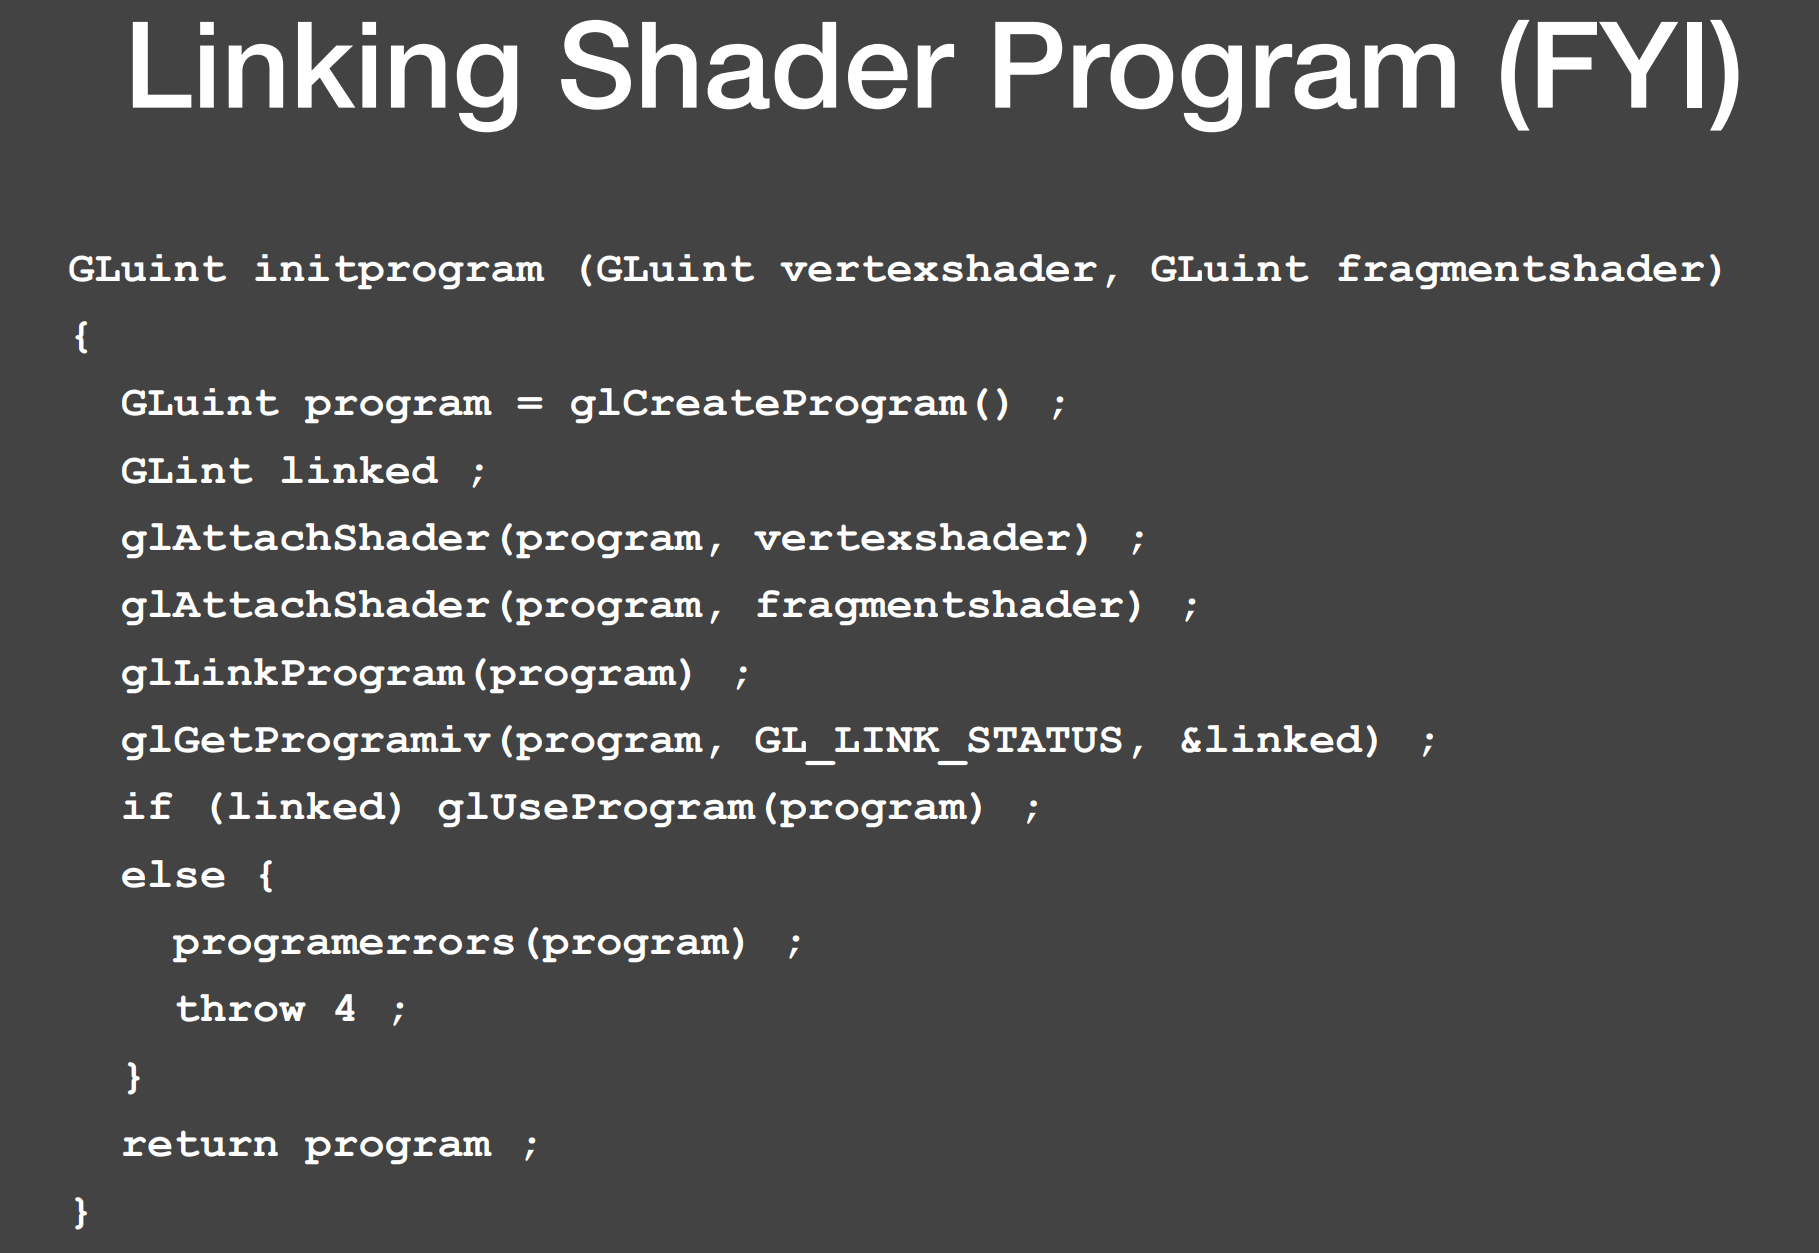 Linking Shader Program (FYI)
GLuint initprogram (GLuint vertexshader, GLuint fragmentshader)
{
  GLuint program = glCreateProgram() ;
  GLint linked ;
  glAttachShader(program, vertexshader) ;
  glAttachShader(program, fragmentshader) ;
  glLinkProgram(program) ;
  glGetProgramiv(program, GL_LINK_STATUS, &linked) ;
  if (linked) glUseProgram(program) ;
  else {
    programerrors(program) ;
    throw 4 ;
  }
  return program ;
}